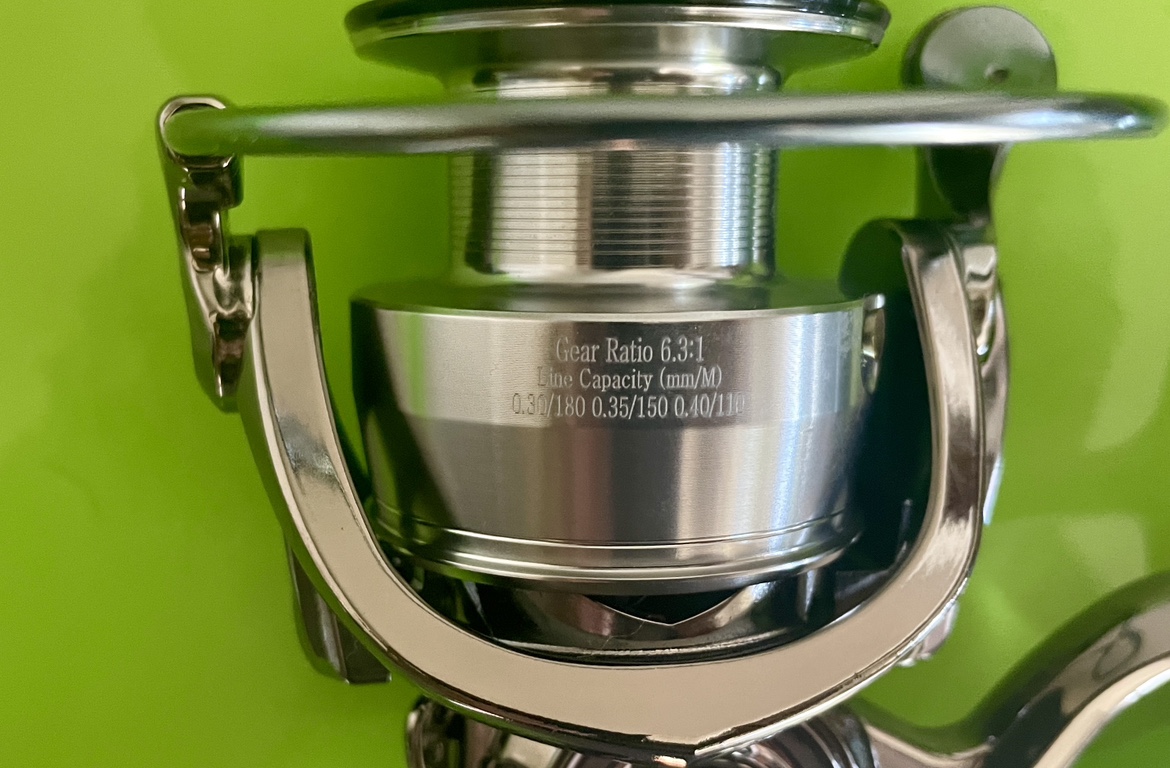 Gear Ratio 6.3:1
Line Capacity (mm/M)
0.30/180 0.35/150 0.40/110